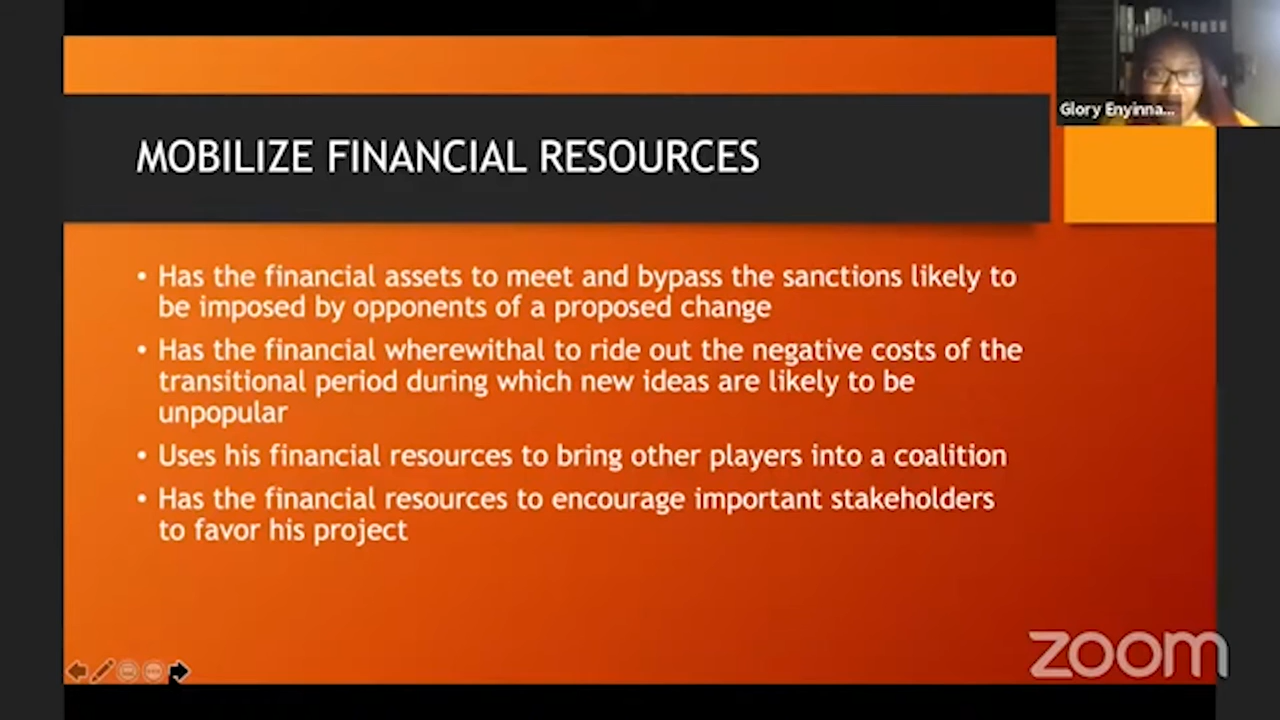 Glory Enyinna...
MOBILIZE FINANCIAL RESOURCES
• Has the financial assets to meet and bypass the sanctions likely to
be imposed by opponents of a proposed change
• Has the financial wherewithal to ride out the negative costs of the
transitional period during which new ideas are likely to be
unpopular
• Uses his financial resources to bring other players into a coalition
• Has the financial resources to encourage important stakeholders
to favor his project
zoom